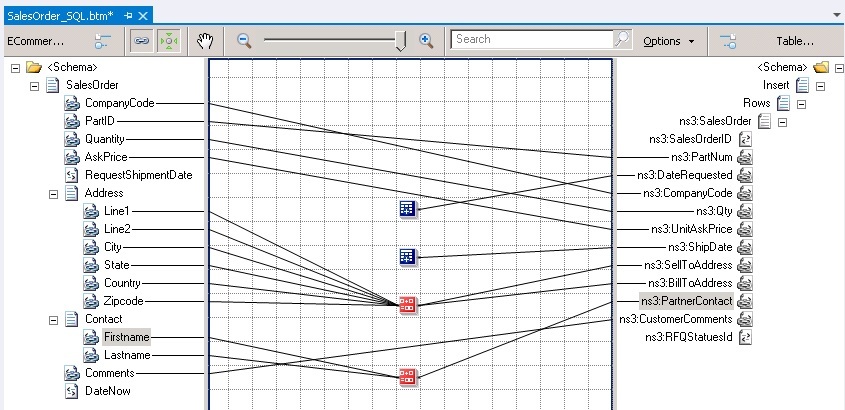 SalesOrder_SQL.btm*
ECommer... Search Options Table...
<Schema> <Schema>
SalesOrder Insert
CompanyCode Rows
PartID ns3:SalesOrder
Quantity ns3:SalesOrderID
AskPrice ns3:PartNum
RequestShipmentDate ns3:DateRequested
Address ns3:CompanyCode
Line1 ns3:Qty
Line2 ns3:UnitAskPrice
City ns3:ShipDate
State ns3:SellToAddress
Country ns3:BillToAddress
Zipcode ns3:PartnerContact
Contact ns3:CustomerComments
Firstname ns3:RFQStatuesId
Lastname
Comments
DateNow